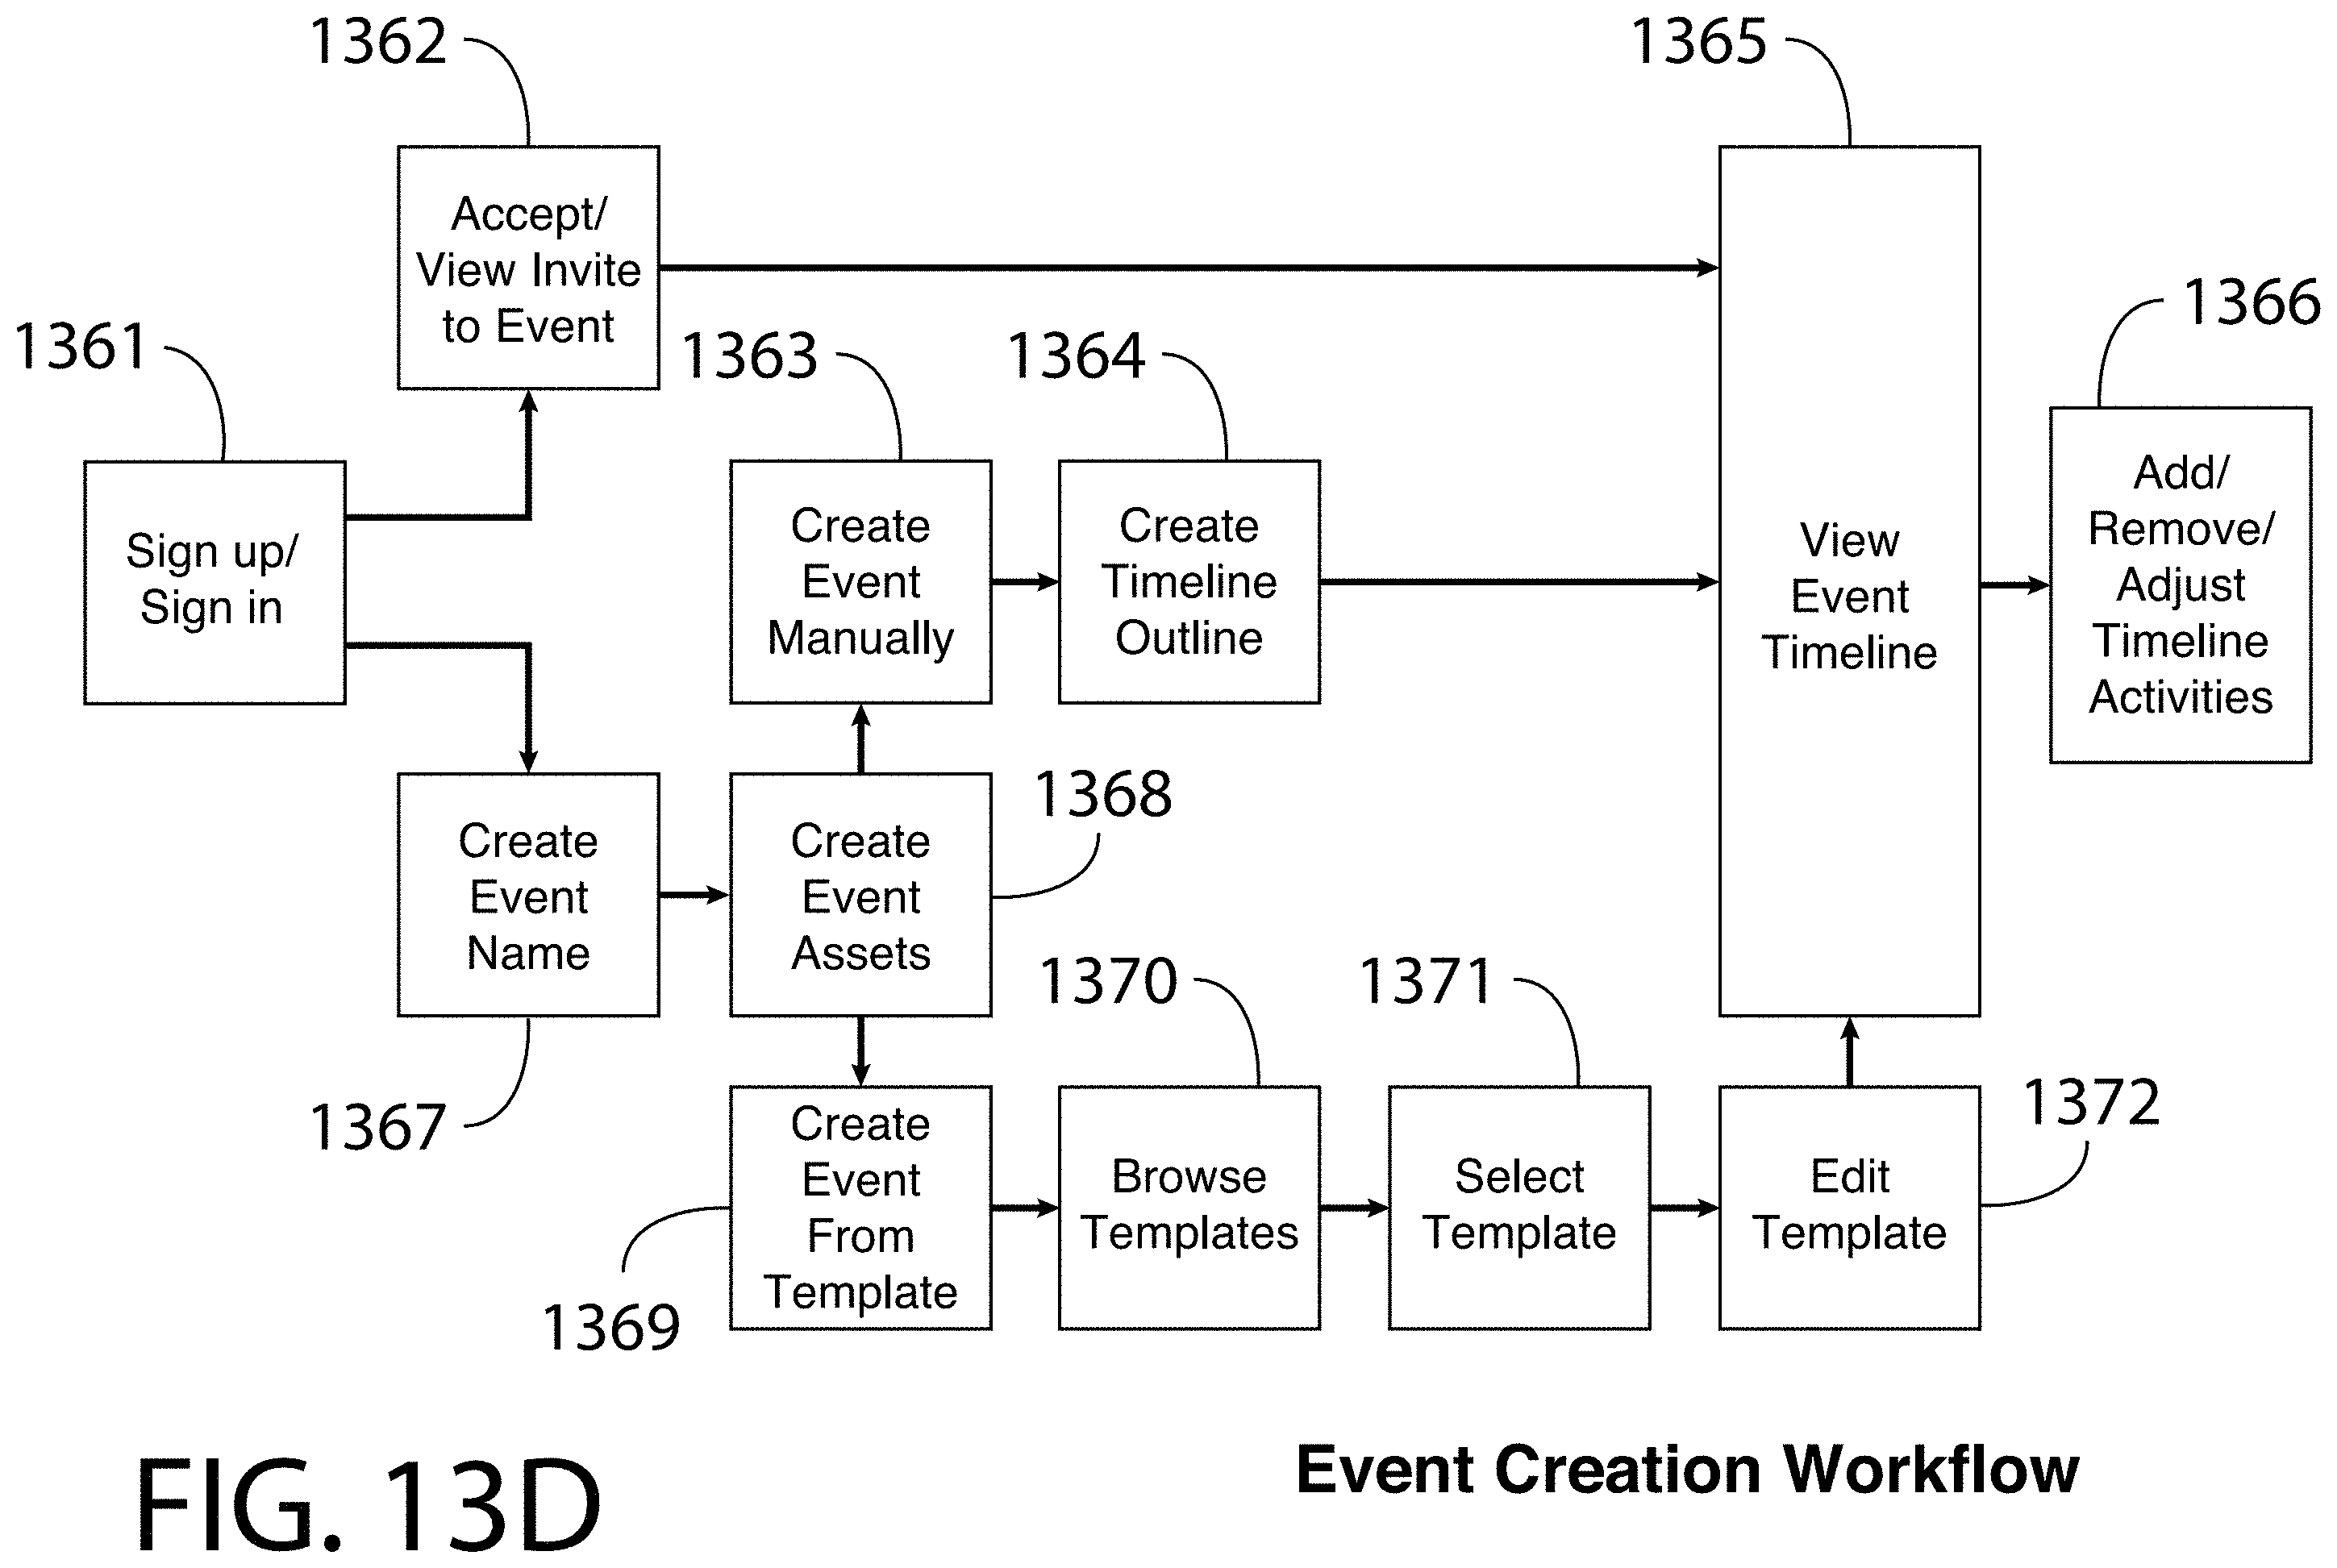 1362
1365
Accept/
View Invite
to Event
1361
1363
1364
1366
Sign up/
Sign in
Create
Event
Manually
Create
Timeline
Outline
View
Event
Timeline
Add/
Remove/
Adjust
Timeline
Activities
Create
Event
Name
Create
Event
Assets
1368
1367
1370
1371
1372
Create
Event
From
Template
1369
Browse
Templates
Select
Template
Edit
Template
FIG. 13D
Event Creation Workflow